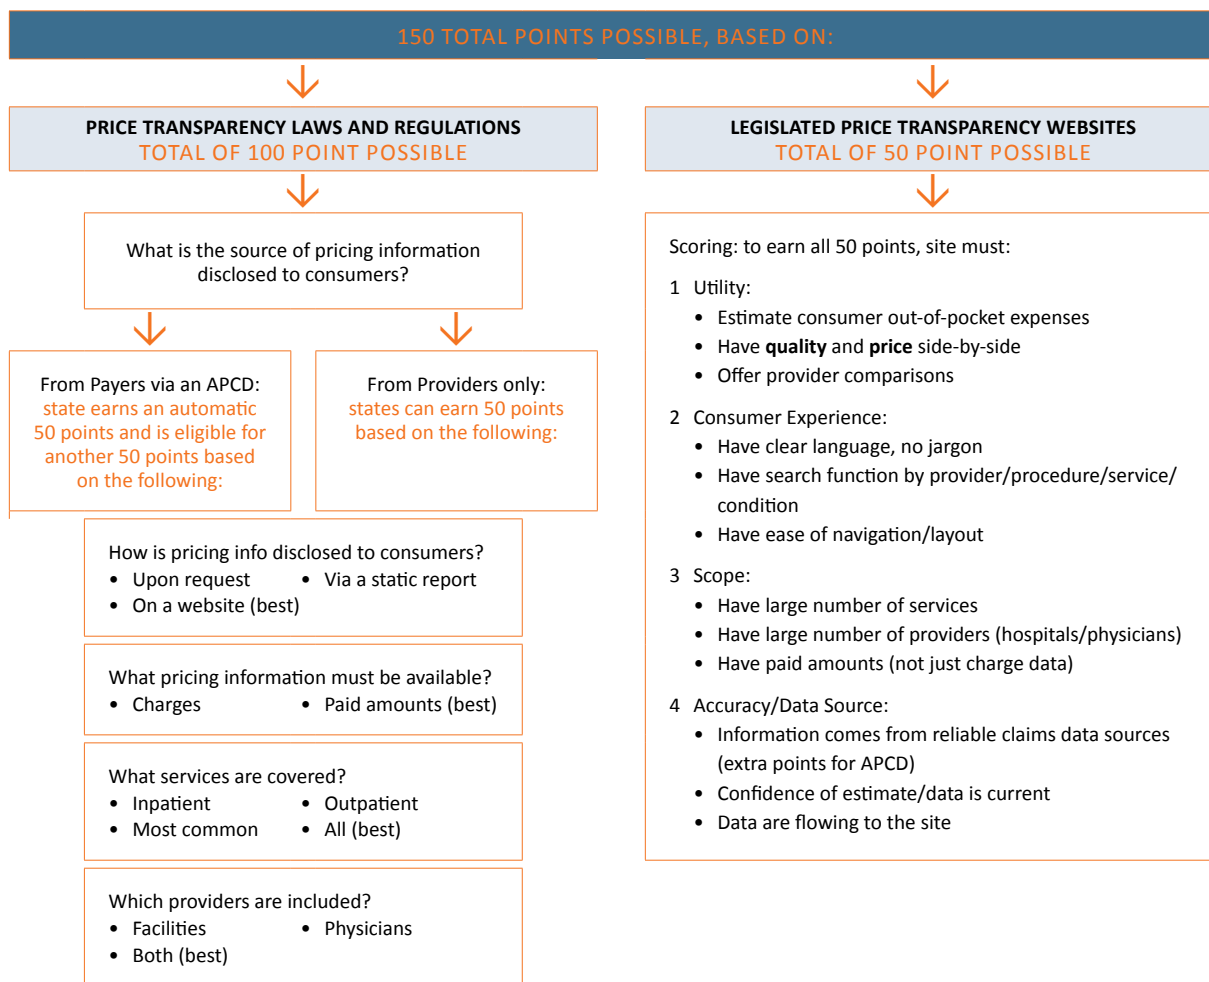 150 TOTAL POINTS POSSIBLE, BASED ON:
PRICE TRANSPARENCY LAWS AND REGULATIONS
TOTAL OF 100 POINT POSSIBLE
What is the source of pricing information
disclosed to consumers?
From Payers via an APCD:
state earns an automatic
50 points and is eligible for
another 50 points based
on the following:
From Providers only:
states can earn 50 points
based on the following:
How is pricing info disclosed to consumers?
• Upon request • Via a static report
• On a website (best)
What pricing information must be available?
• Charges • Paid amounts (best)
What services are covered?
• Inpatient • Outpatient
• Most common • All (best)
Which providers are included?
• Facilities • Physicians
• Both (best)
LEGISLATED PRICE TRANSPARENCY WEBSITES
TOTAL OF 50 POINT POSSIBLE
Scoring: to earn all 50 points, site must:
1 Utility:
• Estimate consumer out-of-pocket expenses
• Have quality and price side-by-side
• Offer provider comparisons
2 Consumer Experience:
• Have clear language, no jargon
• Have search function by provider/procedure/service/
condition
• Have ease of navigation/layout
3 Scope:
• Have large number of services
• Have large number of providers (hospitals/physicians)
• Have paid amounts (not just charge data)
4 Accuracy/Data Source:
• Information comes from reliable claims data sources
(extra points for APCD)
• Confidence of estimate/data is current
• Data are flowing to the site